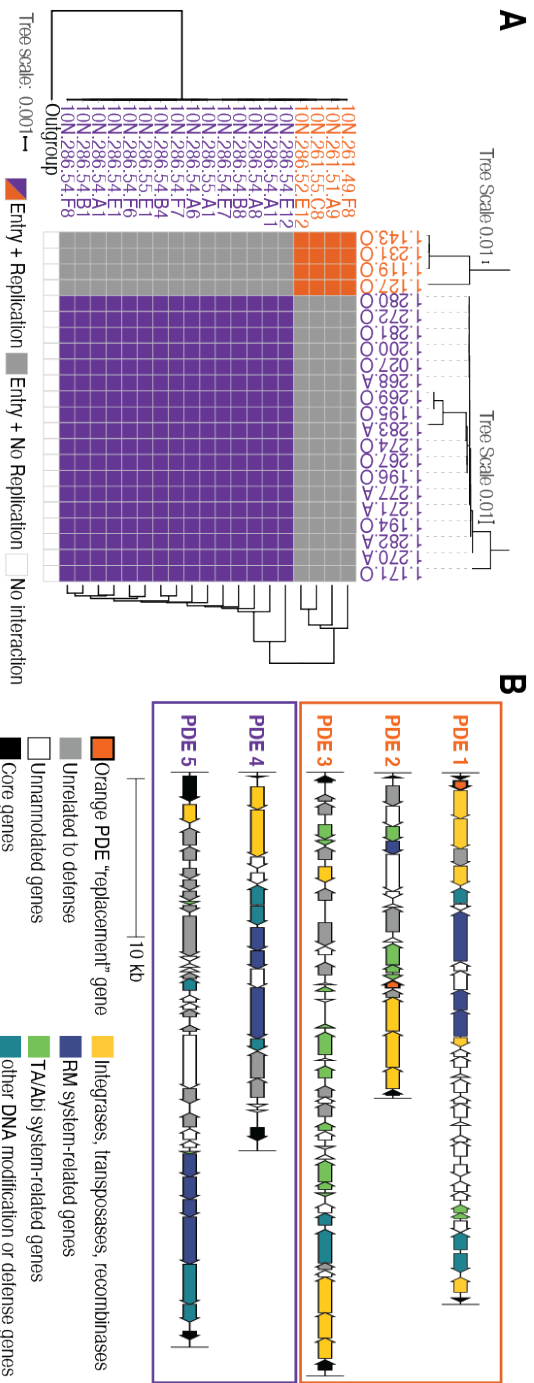 A
Tree Scale 0.01
Tree Scale 0.01
1.143.O
1.231.O
1.119.O
1.127.O
1.280.O
1.272.O
1.281.O
1.200.O
1.027.O
1.268.A
1.269.O
1.195.O
1.283.A
1.274.O
1.267.O
1.196.O
1.277.A
1.271.A
1.194.O
1.282.A
1.270.A
1.171.O
10N.261.49.F8
10N.261.51.A9
10N.261.55.C8
10N.286.52.E12
10N.286.54.E12
10N.286.54.A11
10N.286.54.A8
10N.286.54.B8
10N.286.54.E7
10N.286.55.A1
10N.286.54.A6
10N.286.54.F7
10N.286.54.B4
10N.286.55.E1
10N.286.54.F6
10N.286.54.E1
10N.286.54.A1
10N.286.54.B1
10N.286.54.F8
Outgroup
Tree scale: 0.001
Entry + Replication
Entry + No Replication
No interaction
B
PDE 1
PDE 2
PDE 3
PDE 4
PDE 5
10 kb
Orange PDE "replacement" gene
Unrelated to defense
Unannotated genes
Core genes
Integrases, transposases, recombinases
RM system-related genes
TA/Abi system-related genes
other DNA modification or defense genes